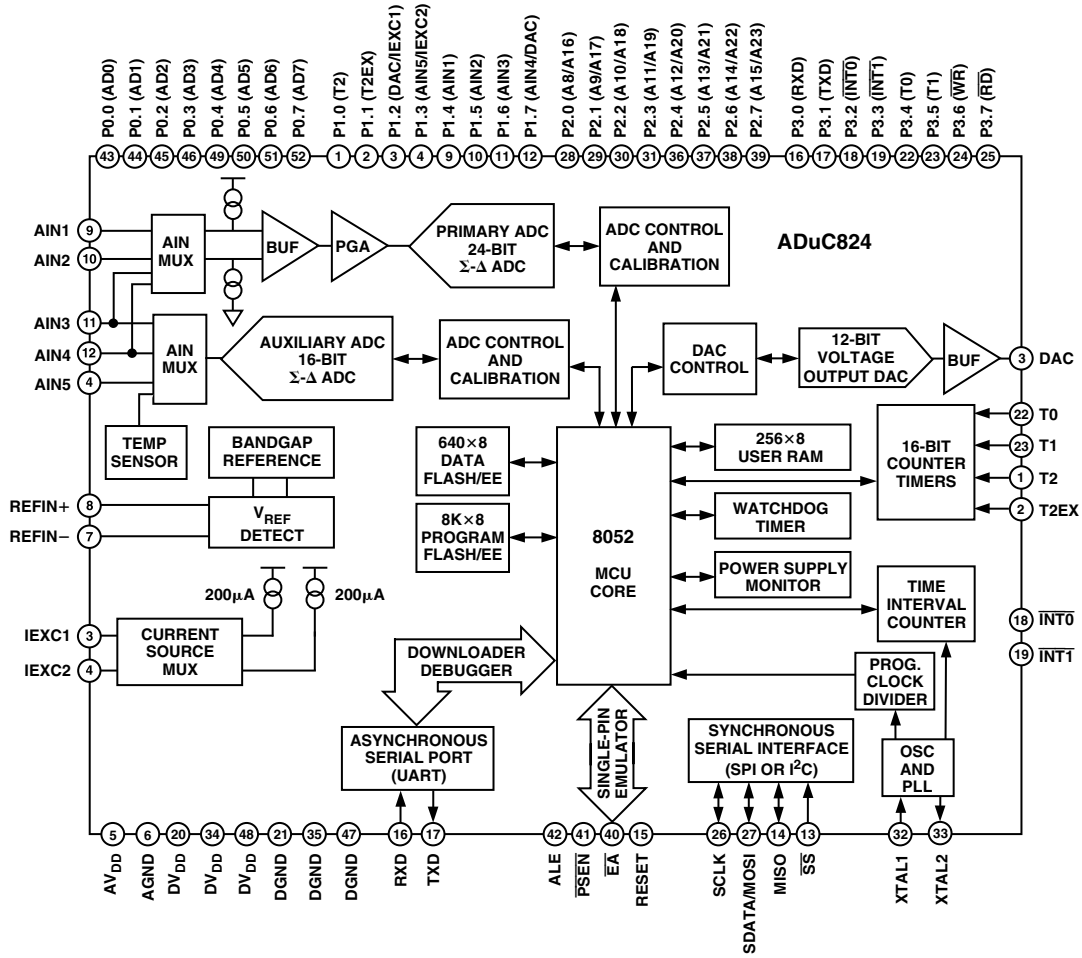 P0.0 (AD0)
P0.1 (AD1)
P0.2 (AD2)
P0.3 (AD3)
P0.4 (AD4)
P0.5 (AD5)
P0.6 (AD6)
P0.7 (AD7)
P1.0 (T2)
P1.1 (T2EX)
P1.2 (DAC/IEXC1)
P1.3 (AIN5/IEXC2)
P1.4 (AIN1)
P1.5 (AIN2)
P1.6 (AIN3)
P1.7 (AIN4/DAC)
P2.0 (A8/A16)
P2.1 (A9/A17)
P2.2 (A10/A18)
P2.3 (A11/A19)
P2.4 (A12/A20)
P2.5 (A13/A21)
P2.6 (A14/A22)
P2.7 (A15/A23)
P3.0 (RXD)
P3.1 (TXD)
P3.2 (INT0)
P3.3 (INT1)
P3.4 (T0)
P3.5 (T1)
P3.6 (WR)
P3.7 (RD)
43 44 45 46 49 50 51 52 1 2 3 4 9 10 11 12 28 29 30 31 36 37 38 39 16 17 18 19 22 23 24 25
ADuC824
AIN1 9
AIN2 10
AIN3 11
AIN4 12
AIN5 4
AIN
MUX
BUF
PGA
PRIMARY ADC
24-BIT
Σ-Δ ADC
ADC CONTROL
AND
CALIBRATION
AIN
MUX
AUXILIARY ADC
16-BIT
Σ-Δ ADC
ADC CONTROL
AND
CALIBRATION
DAC
CONTROL
12-BIT
VOLTAGE
OUTPUT DAC
BUF
3 DAC
TEMP
SENSOR
BANDGAP
REFERENCE
640×8
DATA
FLASH/EE
256×8
USER RAM
16-BIT
COUNTER
TIMERS
22 T0
23 T1
1 T2
2 T2EX
REFIN+ 8
REFIN− 7
VREF
DETECT
8K×8
PROGRAM
FLASH/EE
8052
MCU
CORE
WATCHDOG
TIMER
POWER SUPPLY
MONITOR
TIME
INTERVAL
COUNTER
18 INT0
19 INT1
200μA
200μA
IEXC1 3
IEXC2 4
CURRENT
SOURCE
MUX
DOWNLOADER
DEBUGGER
PROG.
CLOCK
DIVIDER
ASYNCHRONOUS
SERIAL PORT
(UART)
SINGLE-PIN
EMULATOR
SYNCHRONOUS
SERIAL INTERFACE
(SPI OR I2C)
OSC
AND
PLL
5 6 20 34 48 21 35 47 16 17 42 41 40 15 26 27 14 13 32 33
AVDD
AGND
DVDD
DVDD
DVDD
DGND
DGND
DGND
RXD
TXD
ALE
PSEN
EA
RESET
SCLK
SDATA/MOSI
MISO
SS
XTAL1
XTAL2